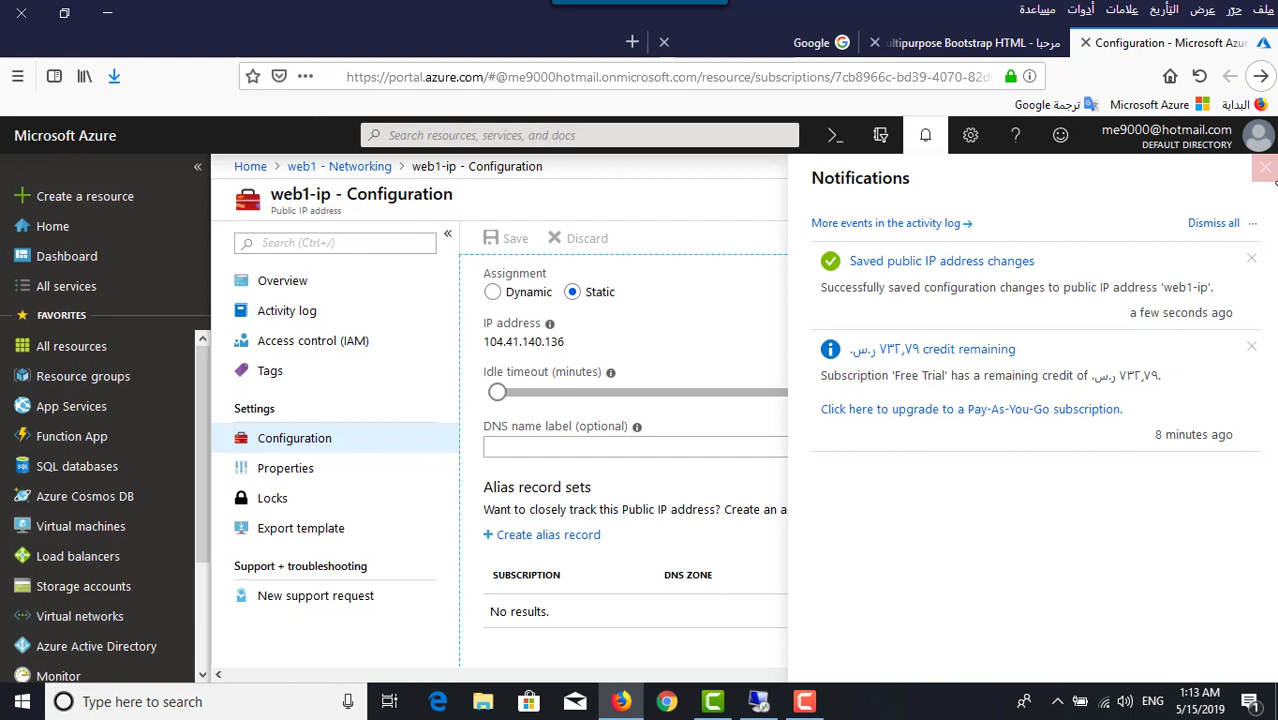 ملف
حرّر
عرض
التأريخ
علامات
أدوات
مساعدة
Configuration - Microsoft Azur
مرحبا - ultipurpose Bootstrap HTML
Google
https://portal.azure.com/#@me9000hotmail.onmicrosoft.com/resource/subscriptions/7cb8966c-bd39-4070-82d
البداية
Microsoft Azure
ترجمة Google
Microsoft Azure
Search resources, services, and docs
me9000@hotmail.com
DEFAULT DIRECTORY
Create a resource
Home
Dashboard
All services
FAVORITES
All resources
Resource groups
App Services
Function App
SQL databases
Azure Cosmos DB
Virtual machines
Load balancers
Storage accounts
Virtual networks
Azure Active Directory
Monitor
Home > web1 - Networking > web1-ip - Configuration
web1-ip - Configuration
Public IP address
Search (Ctrl+/)
Overview
Activity log
Access control (IAM)
Tags
Settings
Configuration
Properties
Locks
Export template
Support + troubleshooting
New support request
Save
Discard
Assignment
Dynamic
Static
IP address
104.41.140.136
Idle timeout (minutes)
DNS name label (optional)
Alias record sets
Want to closely track this Public IP address? Create an a
+ Create alias record
SUBSCRIPTION
DNS ZONE
No results.
Notifications
More events in the activity log →
Dismiss all
...
Saved public IP address changes
Successfully saved configuration changes to public IP address 'web1-ip'.
a few seconds ago
ر.س. ٧٣٢,٧٩ credit remaining
Subscription 'Free Trial' has a remaining credit of ر.س. ٧٣٢,٧٩.
Click here to upgrade to a Pay-As-You-Go subscription.
8 minutes ago
Type here to search
ENG
1:13 AM
5/15/2019
1